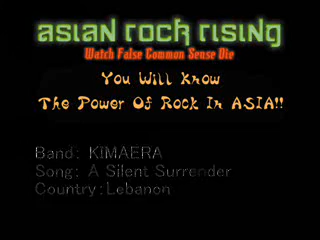 ASIAN ROCK RISING
Watch False Common Sense Die
You Will Know
The Power Of Rock In ASIA!!
Band: KIMAERA
Song: A Silent Surrender
Country:Lebanon